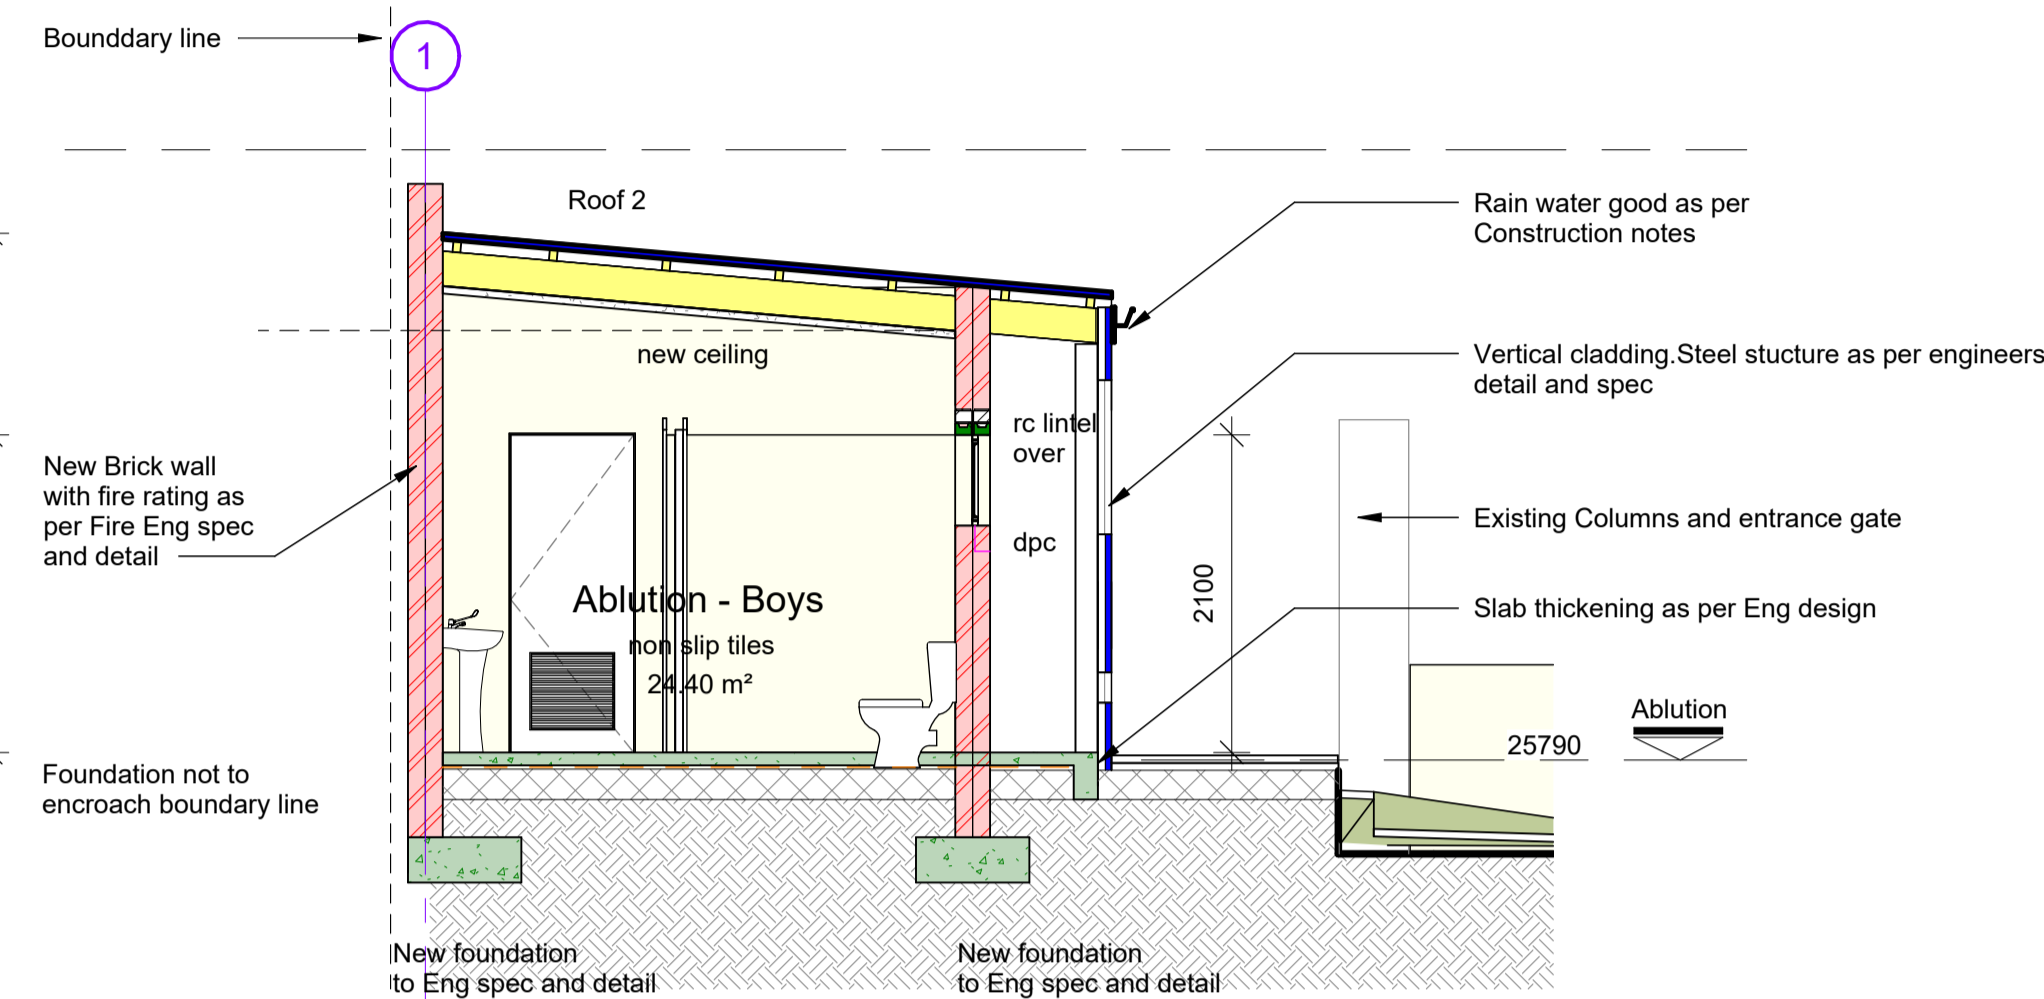 Bounddary line
1
Roof 2
Rain water good as per
Construction notes
new ceiling
Vertical cladding.Steel stucture as per engineers
detail and spec
rc lintel
over
New Brick wall
with fire rating as
per Fire Eng spec
and detail
Existing Columns and entrance gate
dpc
2100
Ablution - Boys
non slip tiles
24.40 m²
Slab thickening as per Eng design
Ablution
25790
Foundation not to
encroach boundary line
New foundation
to Eng spec and detail
New foundation
to Eng spec and detail